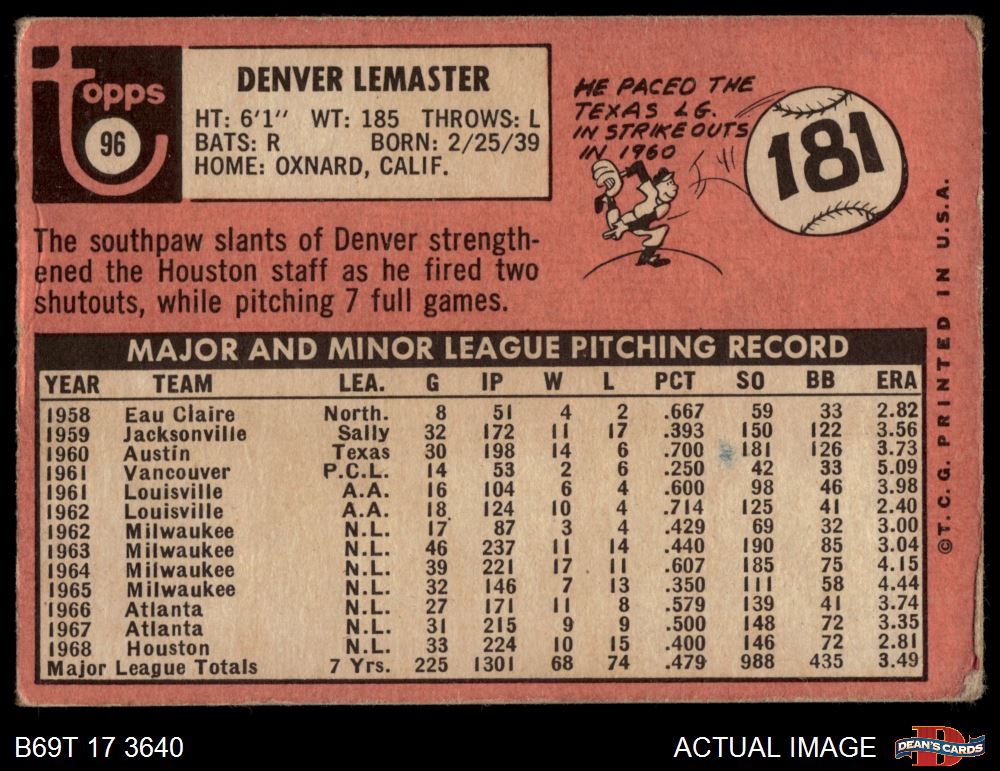 topps
96
DENVER LEMASTER
HT: 6'1" WT: 185 THROWS: L
BATS: R BORN: 2/25/39
HOME: OXNARD, CALIF.
HE PACED THE
TEXAS LG.
IN STRIKEOUTS
IN 1960
181
The southpaw slants of Denver strength-
ened the Houston staff as he fired two
shutouts, while pitching 7 full games.
MAJOR AND MINOR LEAGUE PITCHING RECORD
YEAR TEAM LEA. G IP W L PCT SO BB ERA
1958 Eau Claire North. 8 51 4 2 .667 59 33 2.82
1959 Jacksonville Sally 32 172 11 17 .393 150 122 3.56
1960 Austin Texas 30 198 14 6 .700 181 126 3.73
1961 Vancouver P.C.L. 14 53 2 6 .250 42 33 5.09
1961 Louisville A.A. 16 104 6 4 .600 98 46 3.98
1962 Louisville A.A. 18 124 10 4 .714 125 41 2.40
1962 Milwaukee N.L. 17 87 3 4 .429 69 32 3.00
1963 Milwaukee N.L. 46 237 11 14 .440 190 85 3.04
1964 Milwaukee N.L. 39 221 17 11 .607 185 75 4.15
1965 Milwaukee N.L. 32 146 7 13 .350 111 58 4.44
1966 Atlanta N.L. 27 171 11 8 .579 139 41 3.74
1967 Atlanta N.L. 31 215 9 9 .500 148 72 3.35
1968 Houston N.L. 33 224 10 15 .400 146 72 2.81
Major League Totals 7 Yrs. 225 1301 68 74 .479 988 435 3.49
©T. C. G. PRINTED IN U.S.A.
B69T 17 3640
ACTUAL IMAGE
D
DEAN'S CARDS